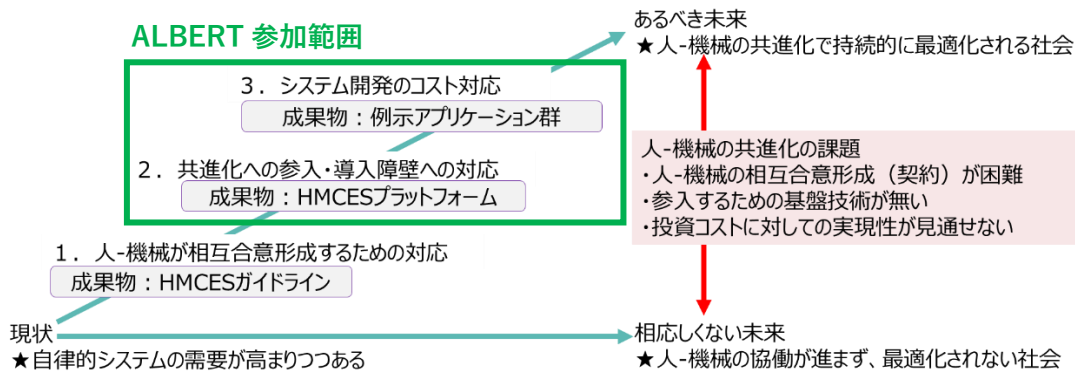 ALBERT 参加範囲
あるべき未来
★人-機械の共進化で持続的に最適化される社会
3．システム開発のコスト対応
成果物：例示アプリケーション群
2．共進化への参入・導入障壁への対応
成果物：HMCESプラットフォーム
人-機械の共進化の課題
・人-機械の相互合意形成（契約）が困難
・参入するための基盤技術が無い
・投資コストに対しての実現性が見通せない
1．人-機械が相互合意形成するための対応
成果物：HMCESガイドライン
現状
★自律的システムの需要が高まりつつある
相応しくない未来
★人-機械の協働が進まず、最適化されない社会